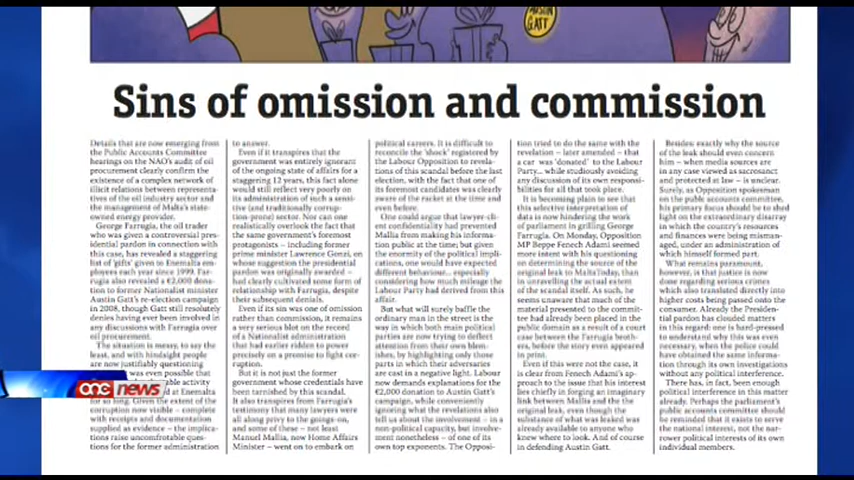 AUSTIN
GATT
Sins of omission and commission
Details that are now emerging from
the Public Accounts Committee
hearings on the NAO's audit of oil
procurement clearly confirm the
existence of a complex network of
illicit relations between representa-
tives of the oil industry sector and
the management of Malta's state-
owned energy provider.
George Farrugia, the oil trader
who was given a controversial pres-
idential pardon in connection with
this case, has revealed a staggering
list of 'gifts' given to Enemalta em-
ployees each year since 1999. Far-
rugia also revealed a €2,000 dona-
tion to former Nationalist minister
Austin Gatt's re-election campaign
in 2008, though Gatt still resolutely
denies having ever been involved in
any discussions with Farrugia over
oil procurement.
The situation is messy, to say the
least, and with hindsight people
are now justifiably questioning
was even possible that
able activity
d at Enemalta
for so long. Given the extent of the
corruption now visible – complete
with receipts and documentation
supplied as evidence – the implica-
tions raise uncomfrotable ques-
tions for the former administration
to answer.
Even if it transpires that the
government was entirely ignorant
of the ongoing state of affairs for
a staggering 12 years, this fact alone
would still reflect very poorly on
its administration of such a sensi-
tive (and traditionally corrup-
tion-prone) sector. Nor can one
realistically overlook the fact that
the same government's foremost
protagonists – including former
prime minister Lawrence Gonzi, on
whose suggestion the presidential
pardon was originally awarded –
had clearly cultivated some form of
relationship with Farrugia, despite
their subsequent denials.
Even if its sin was one of omission
rather than commission, it remains
a very serious blot on the record
of a Nationalist administration
that had earlier ridden to power
precisely on a promise to fight cor-
ruption.
But it is not just the former
government whose credentials have
been tarnished by this scandal.
It also transpires from Farrugia's
testimony that many lawyers were
all along privy to the goings-on,
and some of these – not least
Manuel Mallia, now Home Affairs
Minister – went on to embark on
political careers. It is difficult to
reconcile the 'shock' registered by
the Labour Opposition to revela-
tions of this scandal before the last
election, with the fact that one of
its foremost candidates was clearly
aware of the racket at the time and
even before.
One could argue that lawyer-cli-
ent confidentiality had prevented
Mallia from making his informa-
tion public at the time; but given
the enormity of the political impli-
cations, one would have expected
different behaviour... especially
considering how much mileage the
Labour Party had derived from this
affair.
But what will surely baffle the
ordinary man in the street is the
way in which both main political
parties are now trying to deflect
attention from their own blem-
ishes, by highlighting only those
parts in which their adversaries
are cast in a negative light. Labour
now demands explanations for the
€2,000 donation to Austin Gatt's
campaign, while conveniently
ignoring what the revelations also
tell us about the involvement – in a
non-political capacity, but involve-
ment nonetheless – of one of its
own top exponents. The Opposi-
tion tried to do the same with the
revelation – later amended – that
a car was 'donated' to the Labour
Party... while studiously avoiding
any discussion of its own responsi-
bilities for all that took place.
It is becoming plain to see that
this selective interpretation of
data is now hindering the work
of parliament in grilling George
Farrugia. On Monday, Opposition
MP Beppe Fenech Adami seemed
more intent with his questioning
on determining the source of the
original leak to MaltaToday, than
in unravelling the actual extent
of the scandal itself. As such, he
seems unaware that much of the
material presented to the commit-
tee had already been placed in the
public domain as a result of a court
case between the Farrugia broth-
ers, before the story even appeared
in print.
Even if this were not the case, it
is clear from Fenech Adami's ap-
proach to the issue that his interest
lies chiefly in forging an imaginary
link between Mallia and the the
original leak, even though the
substance of what was leaked was
already available to anyone who
knew where to look. And of course
in defending Austin Gatt.
Besides: exactly why the source
of the leak should even concern
him – when media sources are
in any case viewed as sacrosanct
and protected at law – is unclear.
Surely, as Opposition spokesman
on the public accounts committee,
his primary focus should be to shed
light on the extraordinary disarray
in which the country's resources
and finances were being misman-
aged, under an administration of
which himself formed part.
What remains paramount,
however, is that justice is now
done regarding serious crimes
which also translated directly into
higher costs being passed onto the
consumer. Already the Presiden-
tial pardon has clouded matters
in this regard: one is hard-pressed
to understand why this was even
necessary, when the police could
have obtained the same informa-
tion through its own investigations
without any political interference.
There has, in fact, been enough
political interference in this matter
already. Perhaps the parliament's
public accounts committee should
be reminded that it exists to serve
the national interest, not the nar-
rower political interests of its own
individual members.
one news